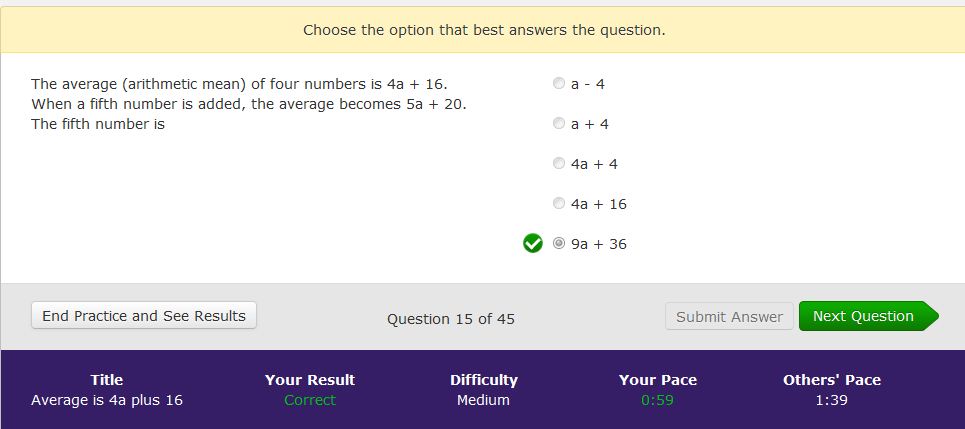 Choose the option that best answers the question.
The average (arithmetic mean) of four numbers is 4a + 16.
When a fifth number is added, the average becomes 5a + 20.
The fifth number is
a - 4
a + 4
4a + 4
4a + 16
9a + 36
End Practice and See Results
Question 15 of 45
Submit Answer
Next Question
Title
Average is 4a plus 16
Your Result
Correct
Difficulty
Medium
Your Pace
0:59
Others' Pace
1:39